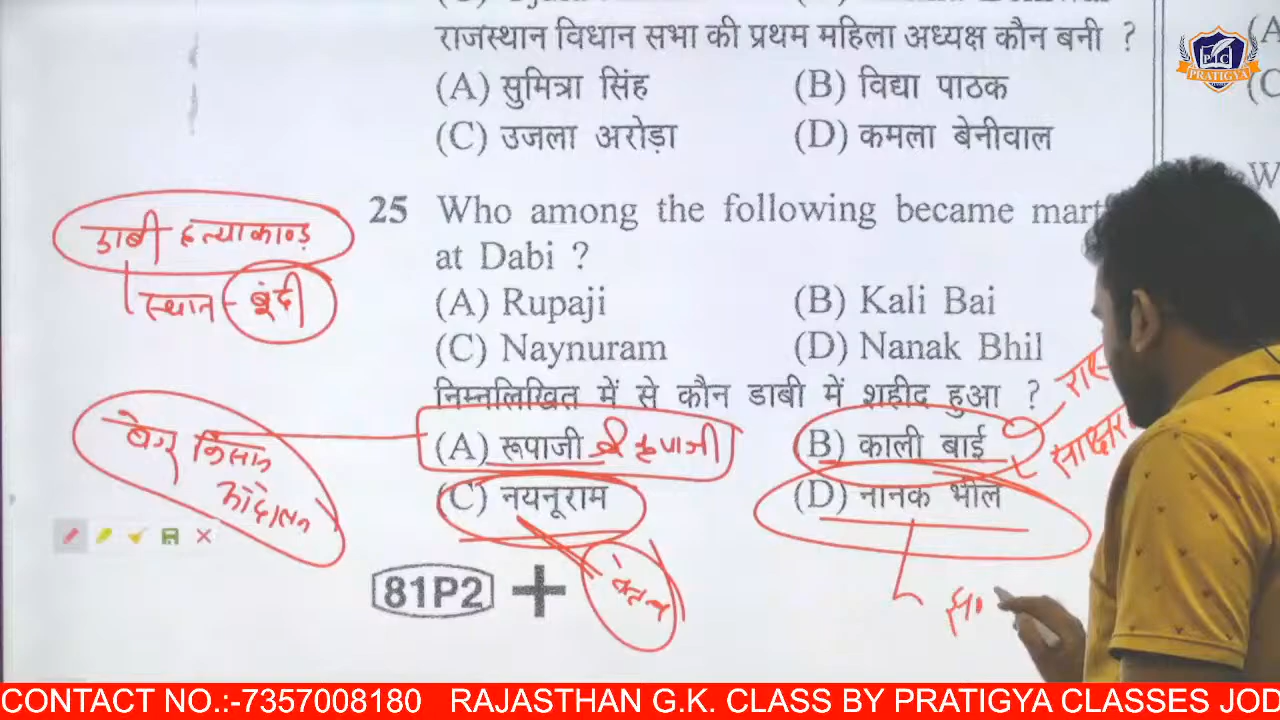 राजस्थान विधान सभा की प्रथम महिला अध्यक्ष कौन बनी ?
(A) सुमित्रा सिंह (B) विद्या पाठक
(C) उजला अरोड़ा (D) कमला बेनीवाल
25 Who among the following became mart
at Dabi ?
(A) Rupaji (B) Kali Bai
(C) Naynuram (D) Nanak Bhil
निम्नलिखित में से कौन डाबी में शहीद हुआ ?
(A) रूपाजी (B) काली बाई
(C) नयनूराम (D) नानक भील
81P2
डाबी हत्याकाण्ड
स्थान - बूंदी
किसान
कृपाजी
PTC
PRATIGYA
(A
(C
W
CONTACT NO.:-7357008180 RAJASTHAN G.K. CLASS BY PRATIGYA CLASSES JOD